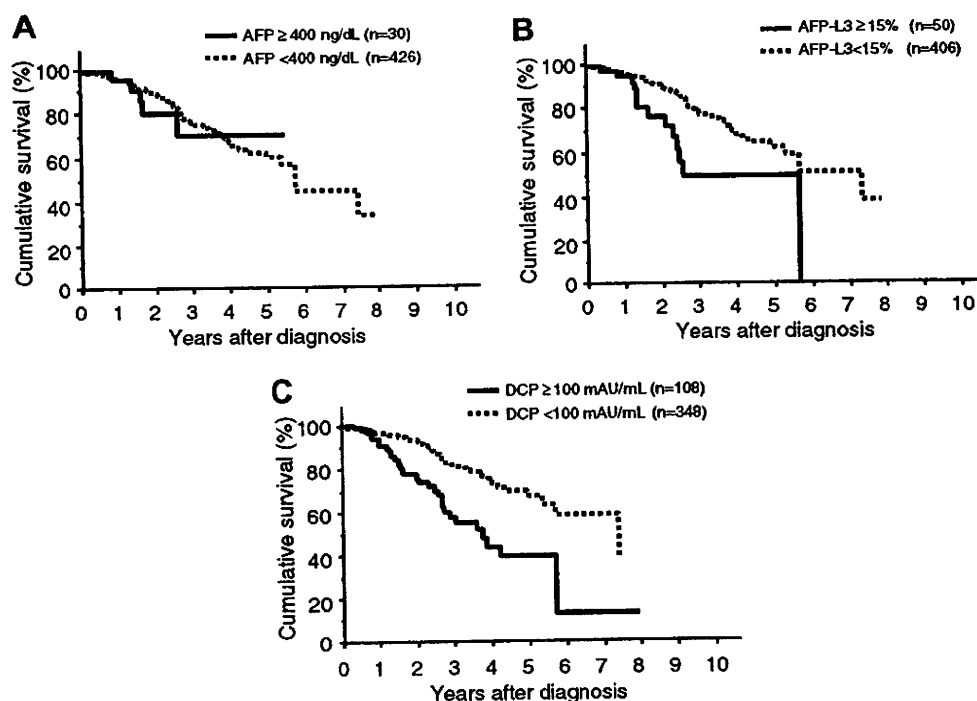 A
AFP ≥ 400 ng/dL (n=30)
AFP <400 ng/dL (n=426)
Cumulative survival (%)
100
80
60
40
20
0
0 1 2 3 4 5 6 7 8 9 10
Years after diagnosis
B
AFP-L3 ≥ 15% (n=50)
AFP-L3<15% (n=406)
Cumulative survival (%)
100
80
60
40
20
0
0 1 2 3 4 5 6 7 8 9 10
Years after diagnosis
C
DCP ≥ 100 mAU/mL (n=108)
DCP <100 mAU/mL (n=348)
Cumulative survival (%)
100
80
60
40
20
0
0 1 2 3 4 5 6 7 8 9 10
Years after diagnosis